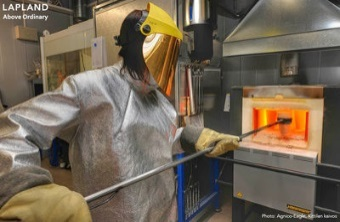 LAPLAND
Above Ordinary
Photo: Agnico-Eagle, Kittilän kaivos